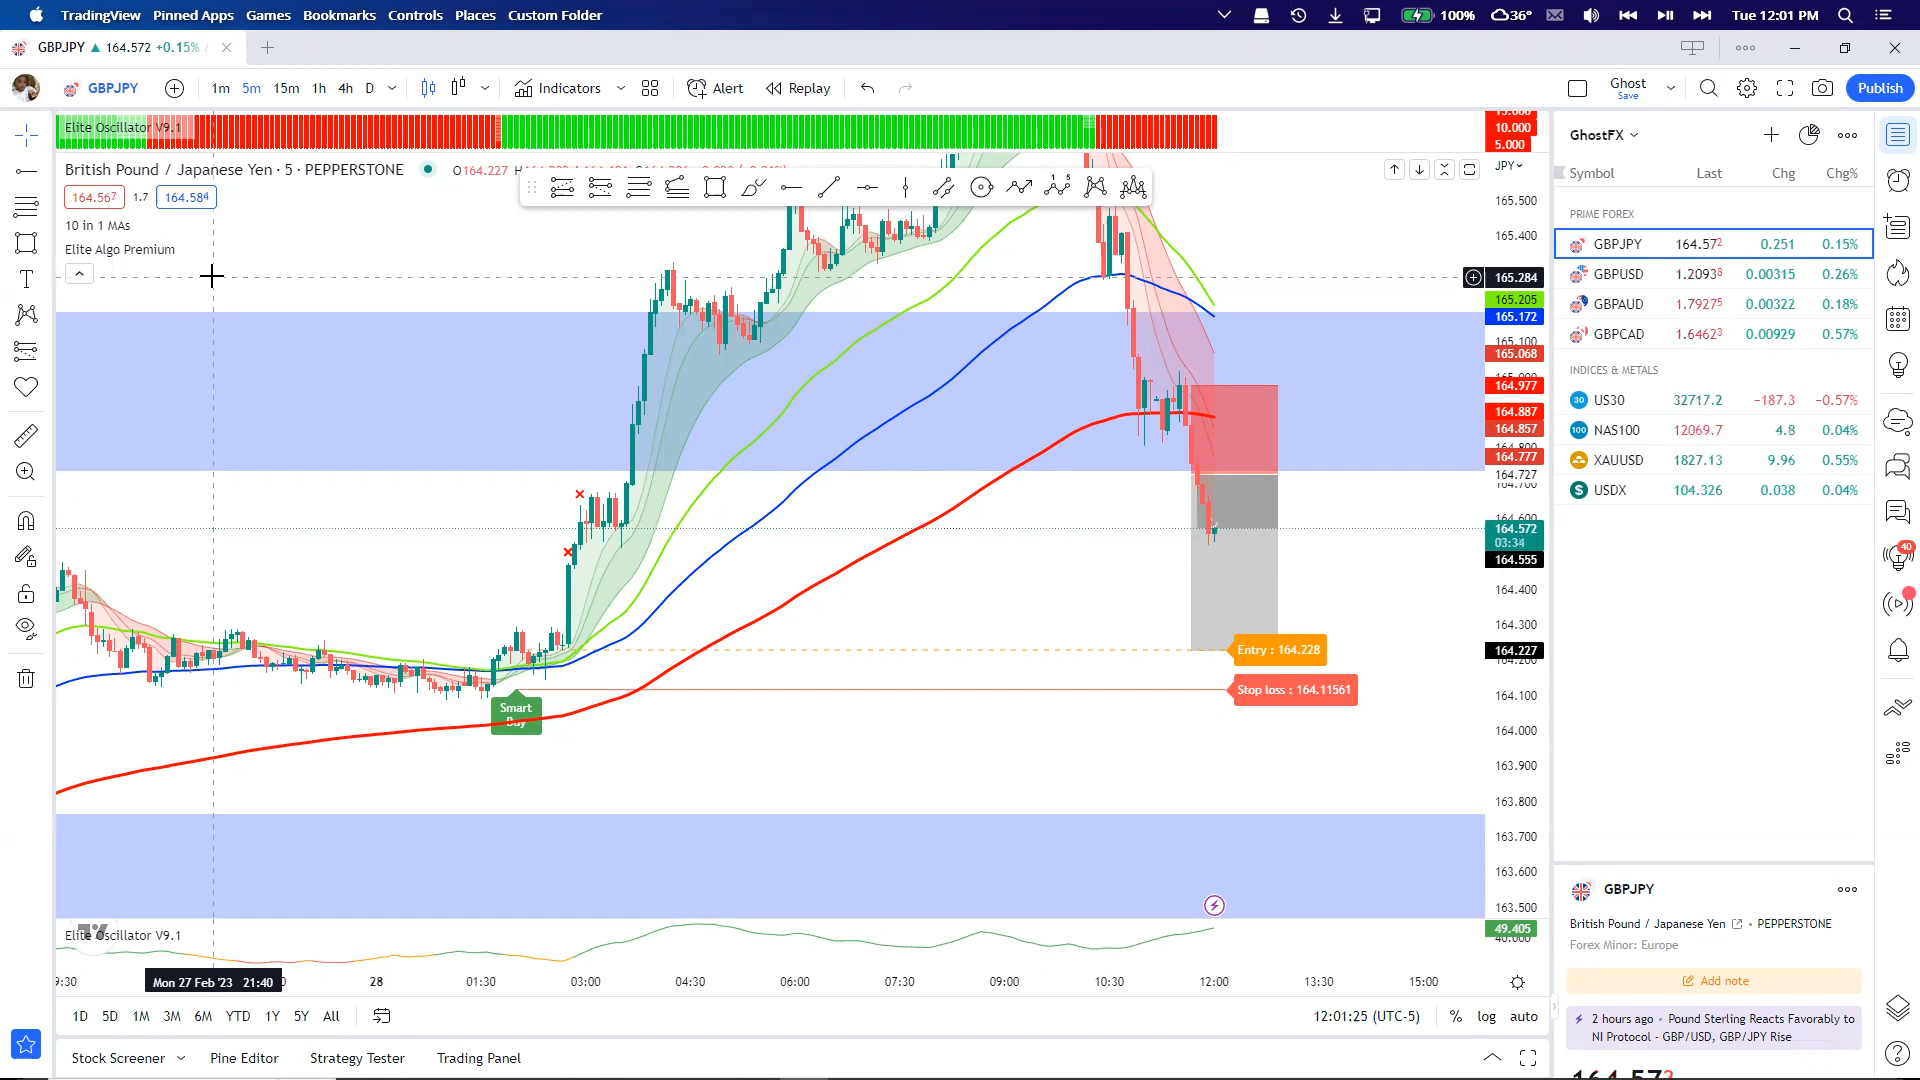 TradingView Pinned Apps Games Bookmarks Controls Places Custom Folder
100% 36° Tue 12:01 PM
GBPJPY ▲ 164.572 +0.15% /
GBPJPY 1m 5m 15m 1h 4h D Indicators Alert Replay Ghost Save Publish
Elite Oscillator V9.1
British Pound / Japanese Yen · 5 · PEPPERSTONE O164.227
164.567 1.7 164.584
10 in 1 MAs
Elite Algo Premium
10.000
5.000
JPY
165.500
165.400
165.284
165.205
165.172
165.100
165.068
164.977
164.887
164.857
164.777
164.727
164.572
03:34
164.555
164.400
164.300
164.227
164.100
164.000
163.900
163.800
163.700
163.600
163.500
49.405
Entry : 164.228
Stop loss : 164.11561
Smart
Buy
Elite Oscillator V9.1
Mon 27 Feb '23 21:40
28 01:30 03:00 04:30 06:00 07:30 09:00 10:30 12:00 13:30 15:00
1D 5D 1M 3M 6M YTD 1Y 5Y All
12:01:25 (UTC-5) % log auto
Stock Screener Pine Editor Strategy Tester Trading Panel
GhostFX
Symbol Last Chg Chg%
PRIME FOREX
GBPJPY 164.572 0.251 0.15%
GBPUSD 1.20938 0.00315 0.26%
GBPAUD 1.79275 0.00322 0.18%
GBPCAD 1.64623 0.00929 0.57%
INDICES & METALS
30 US30 32717.2 −187.3 −0.57%
100 NAS100 12069.7 4.8 0.04%
XAUUSD 1827.13 9.96 0.55%
USDX 104.326 0.038 0.04%
40
GBPJPY
British Pound / Japanese Yen • PEPPERSTONE
Forex Minor: Europe
Add note
2 hours ago • Pound Sterling Reacts Favorably to
NI Protocol - GBP/USD, GBP/JPY Rise